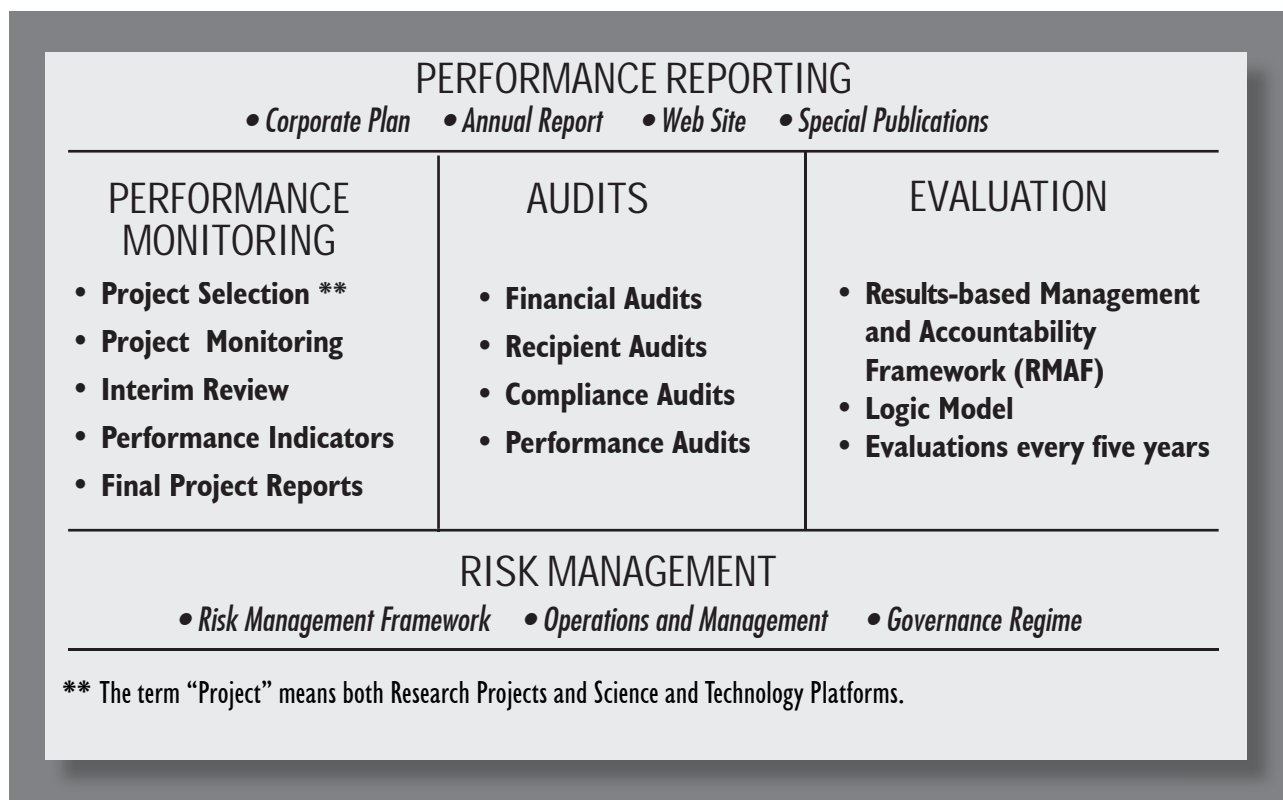 PERFORMANCE REPORTING
• Corporate Plan • Annual Report • Web Site • Special Publications
PERFORMANCE
MONITORING
• Project Selection **
• Project Monitoring
• Interim Review
• Performance Indicators
• Final Project Reports
AUDITS
• Financial Audits
• Recipient Audits
• Compliance Audits
• Performance Audits
EVALUATION
• Results-based Management
and Accountability
Framework (RMAF)
• Logic Model
• Evaluations every five years
RISK MANAGEMENT
• Risk Management Framework • Operations and Management • Governance Regime
** The term “Project” means both Research Projects and Science and Technology Platforms.